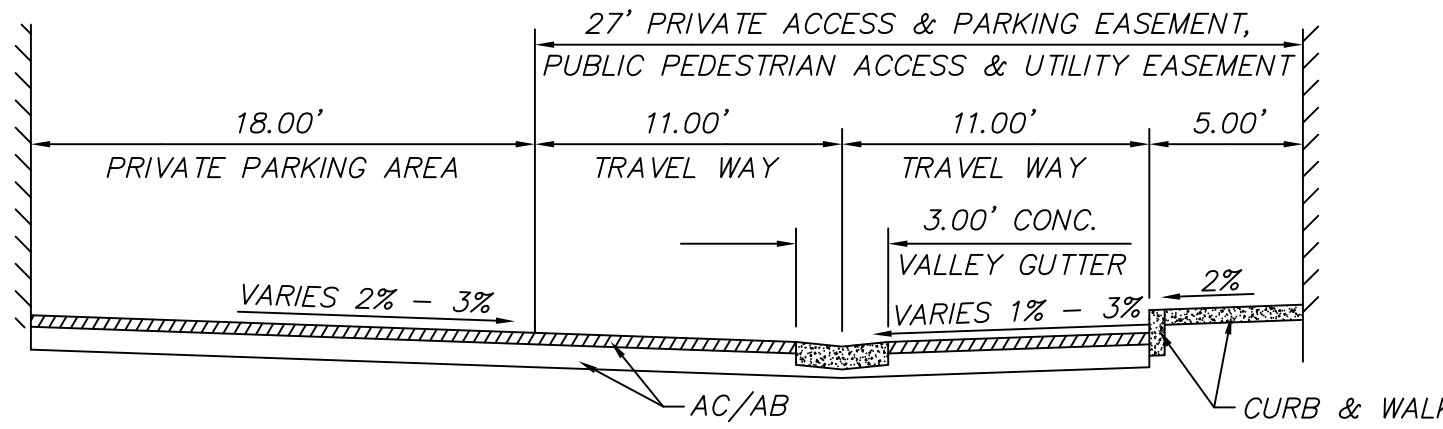 27' PRIVATE ACCESS & PARKING EASEMENT,
PUBLIC PEDESTRIAN ACCESS & UTILITY EASEMENT
18.00'
PRIVATE PARKING AREA
11.00'
TRAVEL WAY
11.00'
TRAVEL WAY
5.00'
3.00' CONC.
VALLEY GUTTER
VARIES 2% - 3%
VARIES 1% - 3%
2%
AC/AB
CURB & WALK